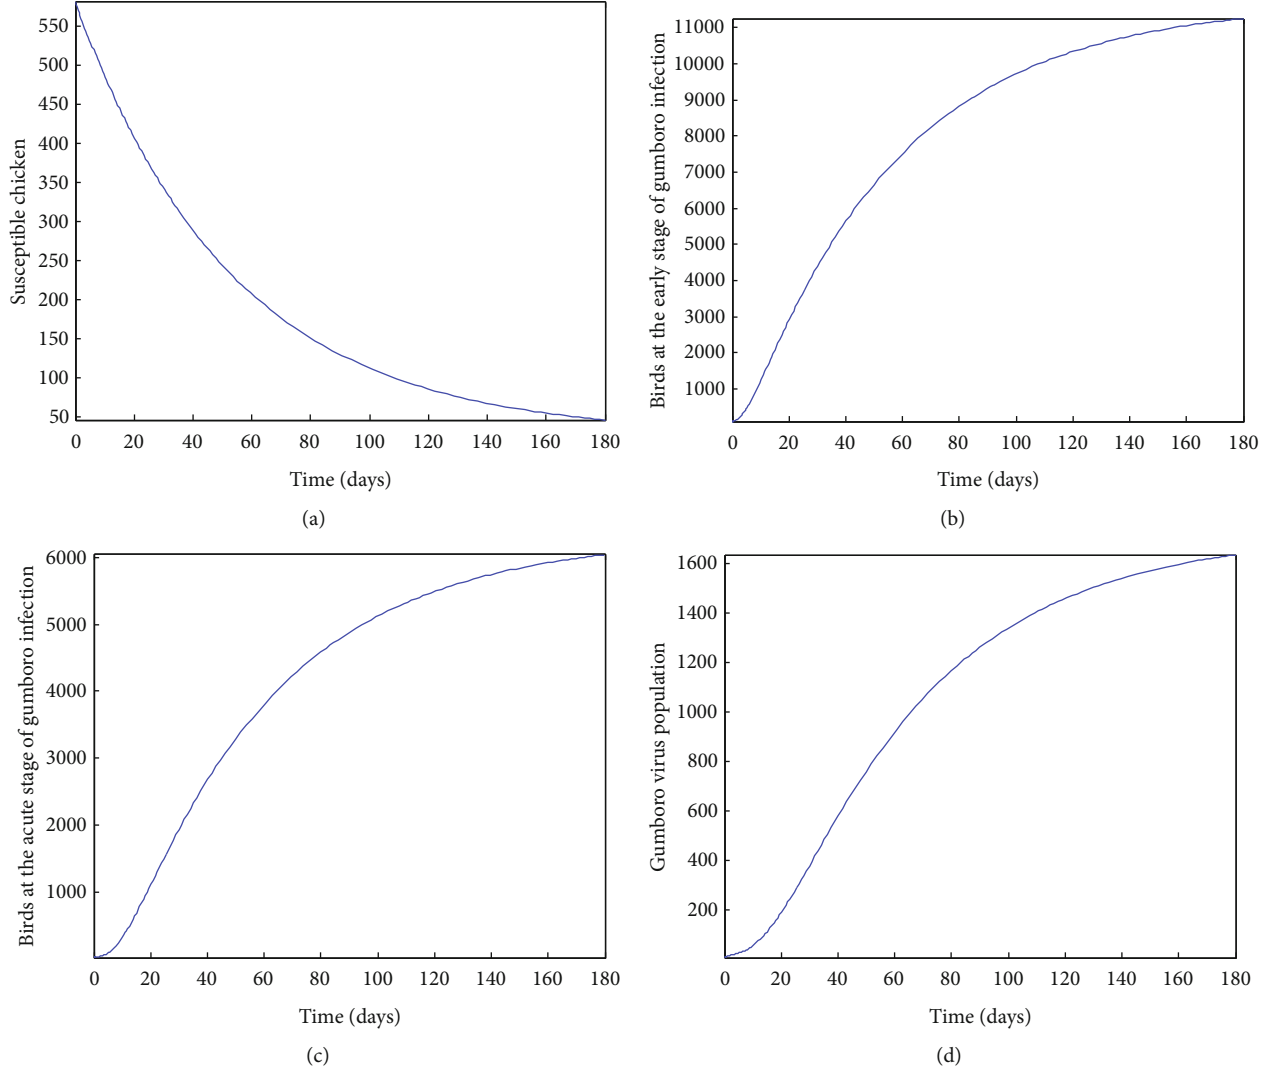 Susceptible chicken
550
500
450
400
350
300
250
200
150
100
50
0 20 40 60 80 100 120 140 160 180
Time (days)
(a)
Birds at the early stage of gumboro infection
11000
10000
9000
8000
7000
6000
5000
4000
3000
2000
1000
0 20 40 60 80 100 120 140 160 180
Time (days)
(b)
Birds at the acute stage of gumboro infection
6000
5000
4000
3000
2000
1000
0 20 40 60 80 100 120 140 160 180
Time (days)
(c)
Gumboro virus population
1600
1400
1200
1000
800
600
400
200
0 20 40 60 80 100 120 140 160 180
Time (days)
(d)